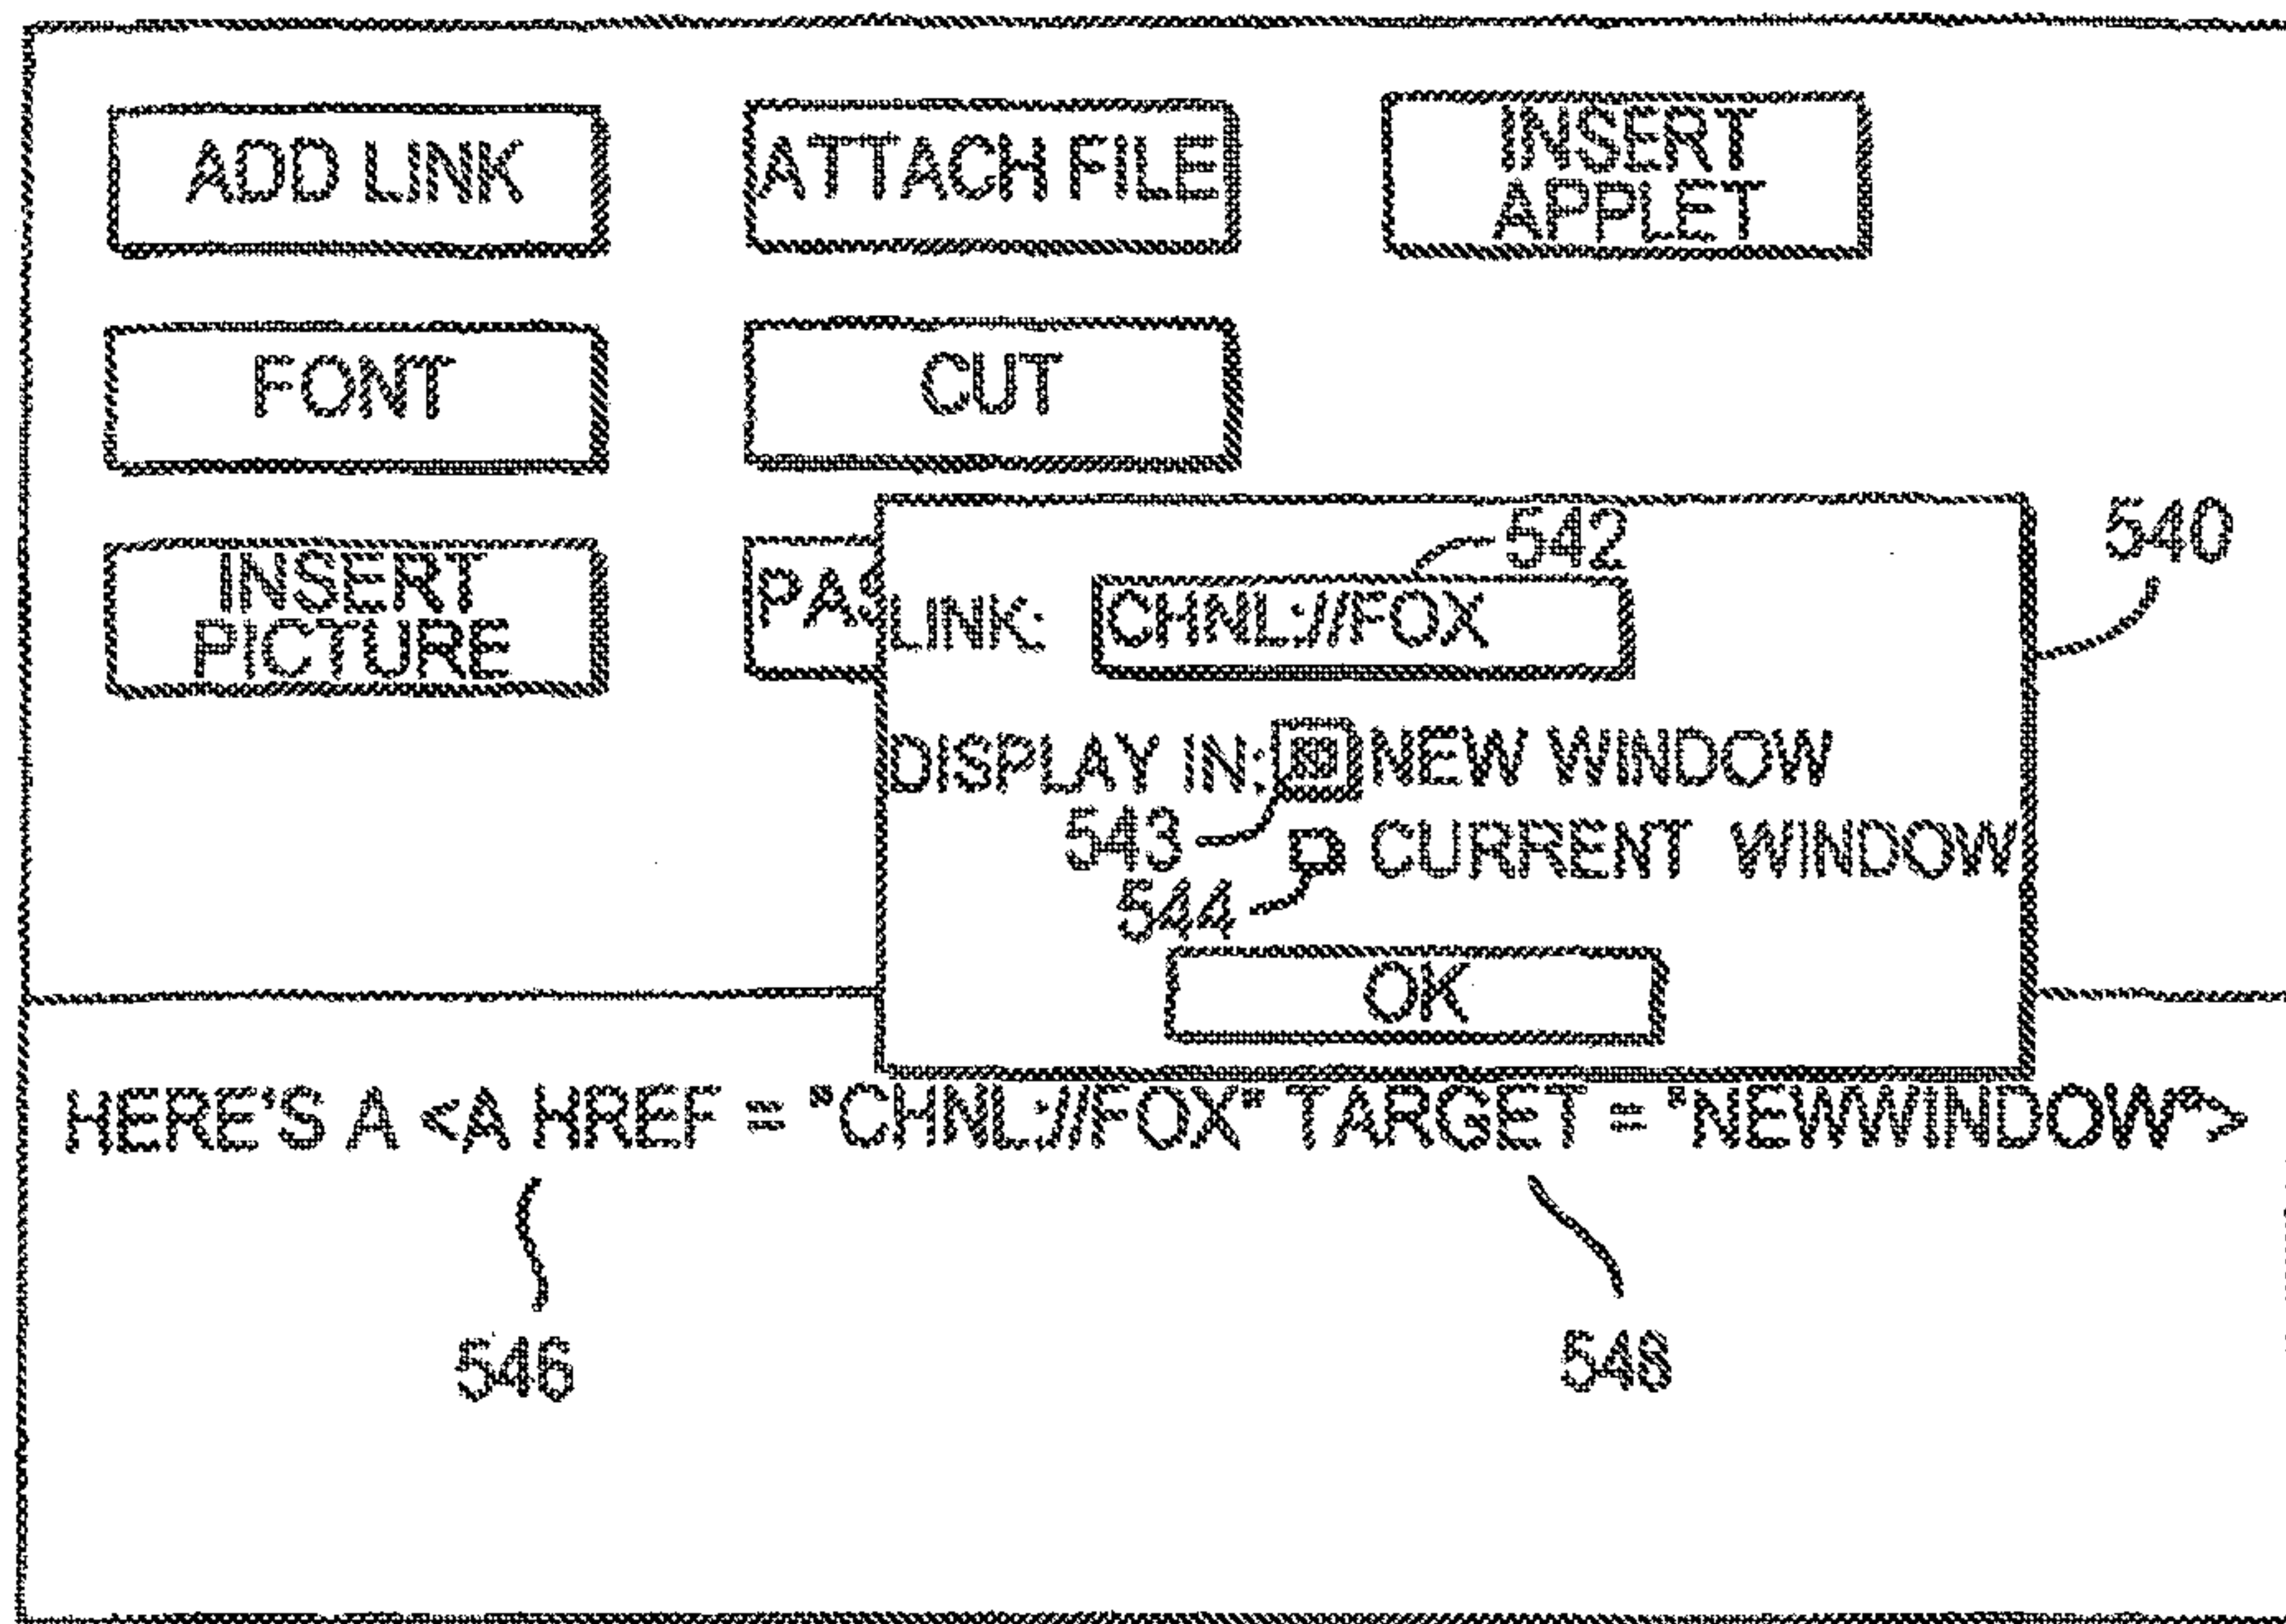 ADD LINK
ATTACH FILE
INSERT
APPLET
FONT
CUT
INSERT
PICTURE
PAS
540
542
LINK: CHNL://FOX
DISPLAY IN: NEW WINDOW
543
CURRENT WINDOW
544
OK
HERE'S A <A HREF = "CHNL://FOX" TARGET = "NEWWINDOW">
546
548